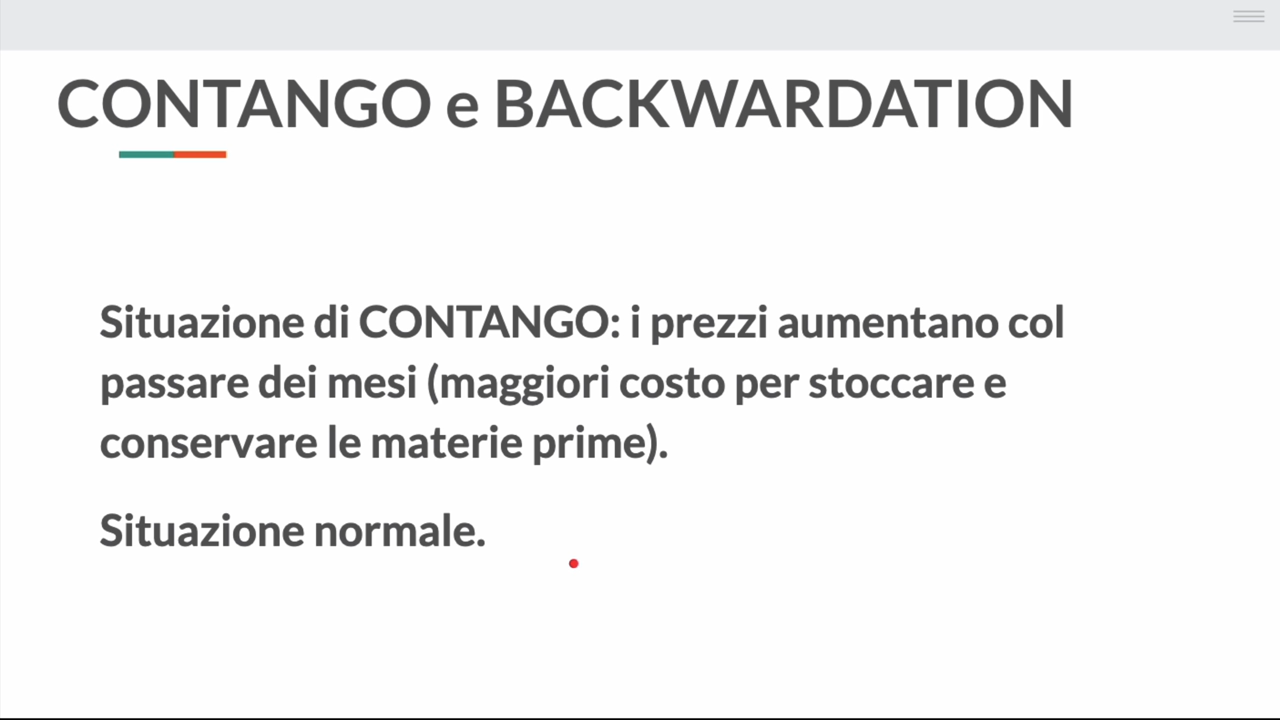 CONTANGO e BACKWARDATION
Situazione di CONTANGO: i prezzi aumentano col
passare dei mesi (maggiori costo per stoccare e
conservare le materie prime).
Situazione normale.